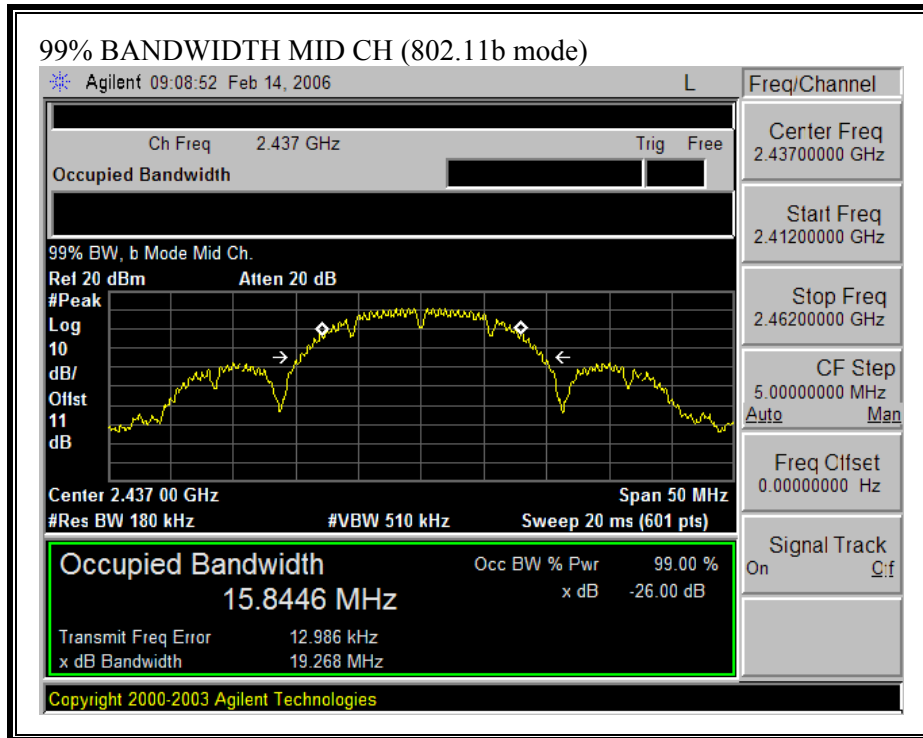 99% BANDWIDTH MID CH (802.11b mode)
Agilent 09:08:52 Feb 14, 2006 L Freq/Channel
Ch Freq 2.437 GHz Trig Free
Occupied Bandwidth
Center Freq
2.43700000 GHz
Start Freq
2.41200000 GHz
Stop Freq
2.46200000 GHz
CF Step
5.00000000 MHz
Auto Man
Freq Offset
0.00000000 Hz
Signal Track
On Off
99% BW, b Mode Mid Ch.
Ref 20 dBm Atten 20 dB
#Peak
Log
10
dB/
Offst
11
dB
Center 2.437 00 GHz Span 50 MHz
#Res BW 180 kHz #VBW 510 kHz Sweep 20 ms (601 pts)
Occupied Bandwidth Occ BW % Pwr 99.00 %
15.8446 MHz x dB -26.00 dB
Transmit Freq Error 12.986 kHz
x dB Bandwidth 19.268 MHz
Copyright 2000-2003 Agilent Technologies